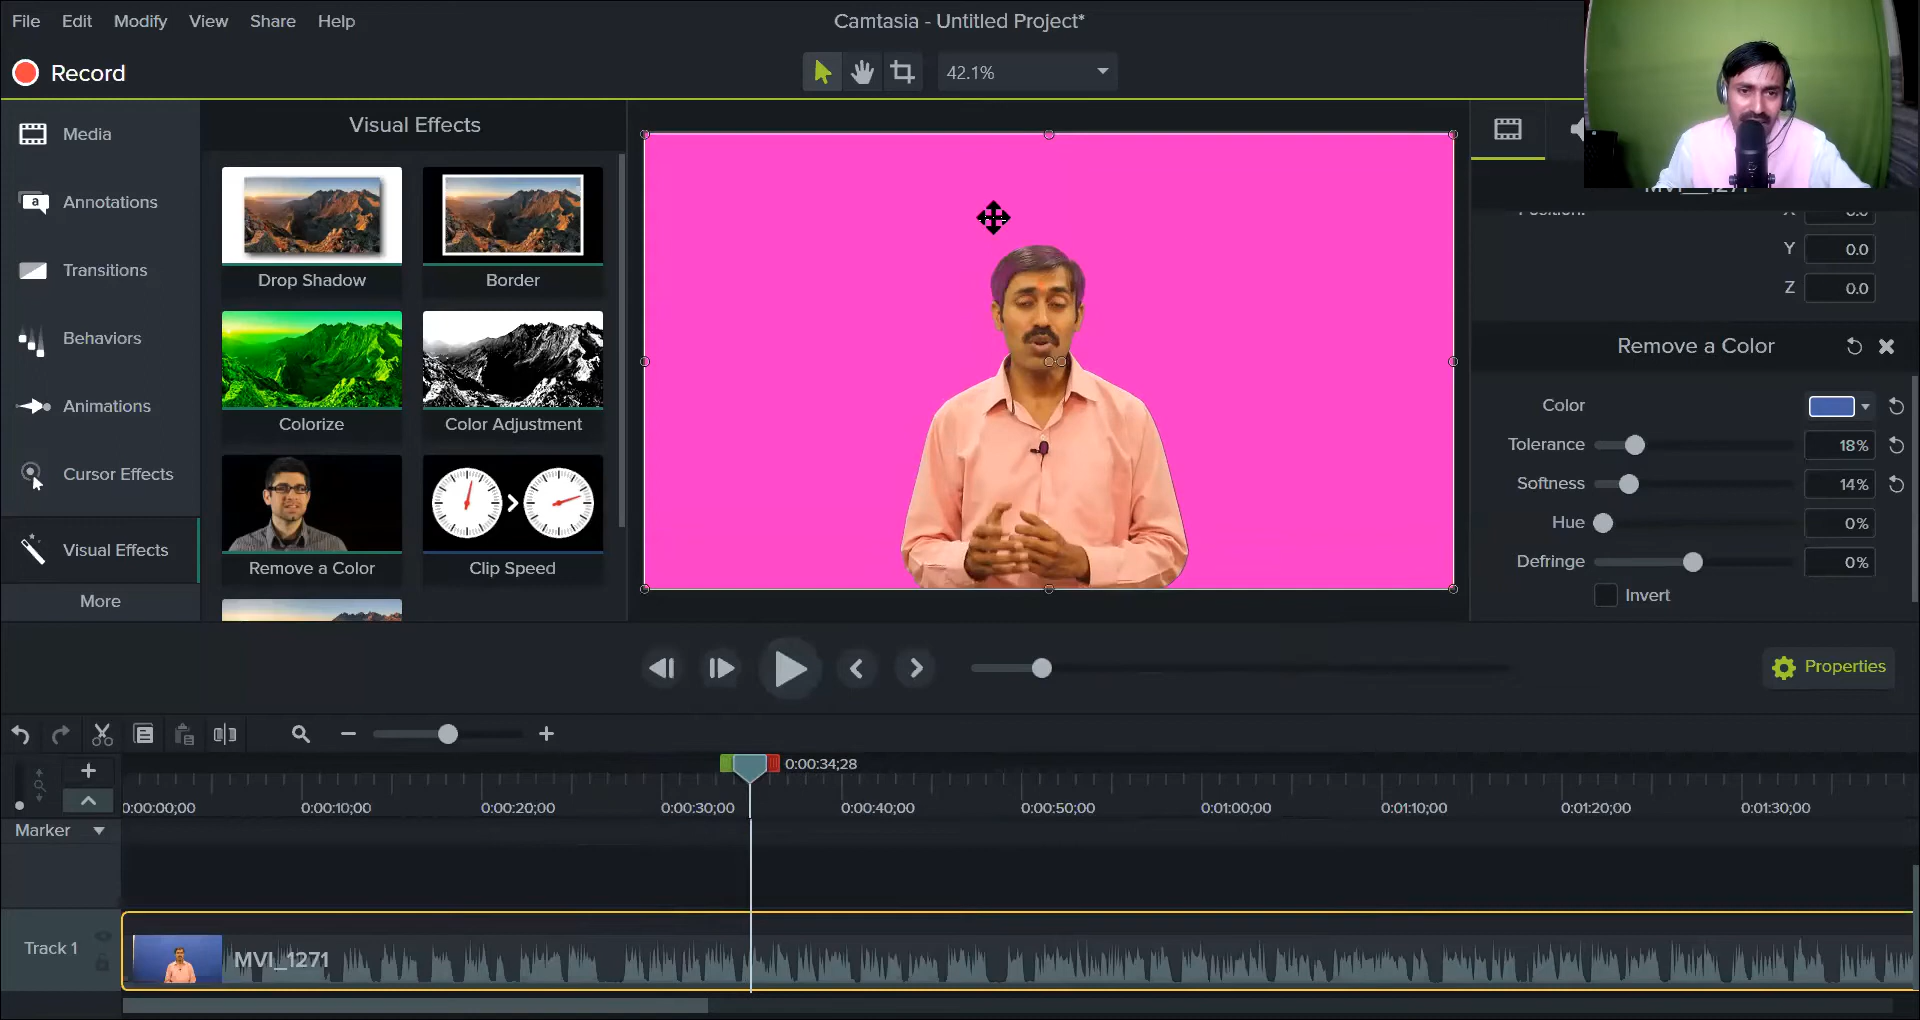 File Edit Modify View Share Help
Camtasia - Untitled Project*
Record
42.1%
Media
Annotations
Transitions
Behaviors
Animations
Cursor Effects
Visual Effects
More
Visual Effects
Drop Shadow
Border
Colorize
Color Adjustment
Remove a Color
Clip Speed
Y 0.0
Z 0.0
Remove a Color
Color
Tolerance 18%
Softness 14%
Hue 0%
Defringe 0%
Invert
Properties
0:00:34;28
0:00:00;00 0:00:10;00 0:00:20;00 0:00:30;00 0:00:40;00 0:00:50;00 0:01:00;00 0:01:10;00 0:01:20;00 0:01:30;00
Marker
Track 1
MVI_1271